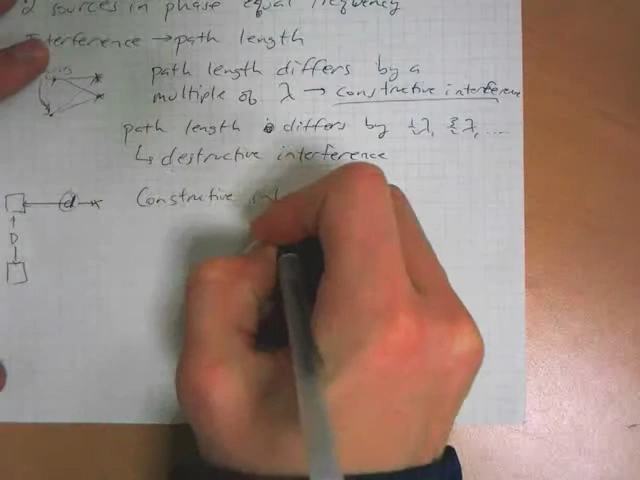 2 sources in phase equal frequency
Interference → path length
path length differs by a
multiple of λ → constructive interference
path length differs by ½λ, 3/2 λ, ...
↳ destructive interference
d Constructive
D